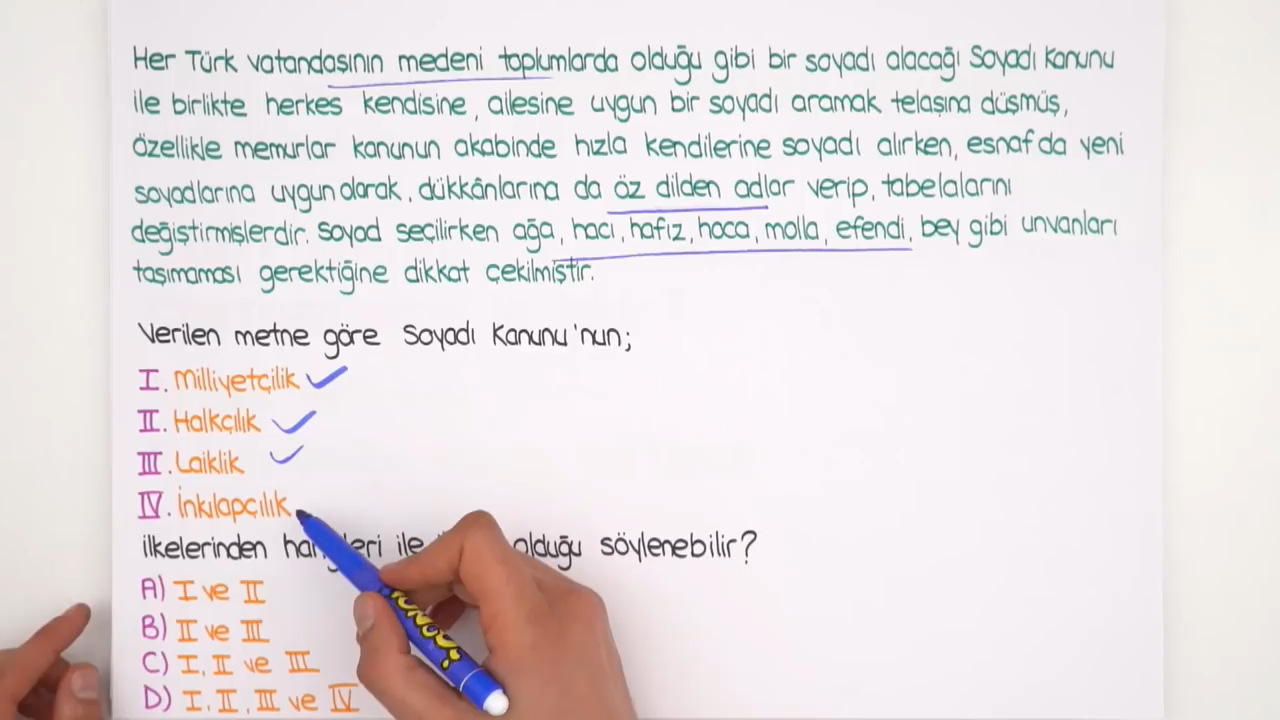 Her Türk vatandaşının medeni toplumlarda olduğu gibi bir soyadı alacağı Soyadı Kanunu
ile birlikte herkes kendisine, ailesine uygun bir soyadı aramak telaşına düşmüş,
özellikle memurlar kanunun akabinde hızla kendilerine soyadı alırken, esnaf da yeni
soyadlarına uygun olarak, dükkânlarına da öz dilden adlar verip, tabelalarını
değiştirmişlerdir. Soyad seçilirken ağa, hacı, hafız, hoca, molla, efendi, bey gibi unvanları
taşımaması gerektiğine dikkat çekilmiştir.
Verilen metne göre Soyadı Kanunu'nun;
I. Milliyetçilik
II. Halkçılık
III. Laiklik
IV. İnkılapçılık
ilkelerinden ile olduğu söylenebilir?
A) I ve II
B) II ve III
C) I, II ve III
D) I, II, III ve IV